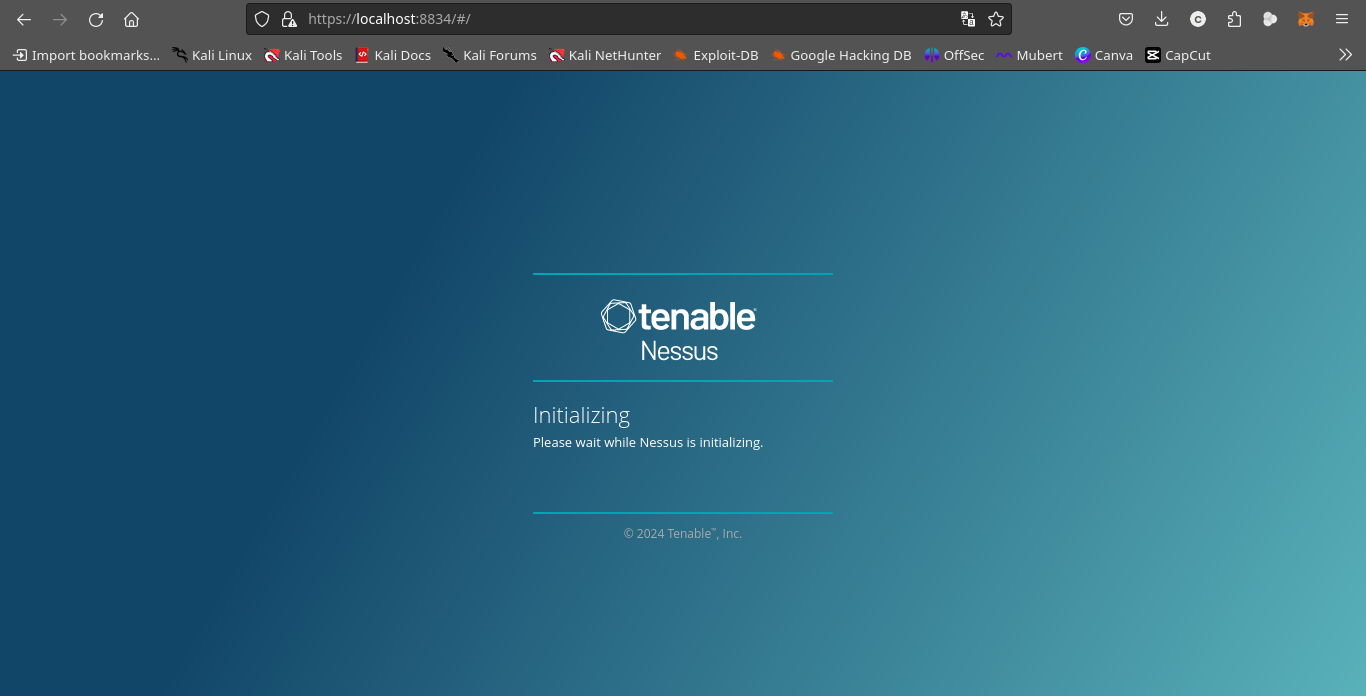 https://localhost:8834/#/
Import bookmarks... Kali Linux Kali Tools Kali Docs Kali Forums Kali NetHunter Exploit-DB Google Hacking DB OffSec Mubert Canva CapCut
tenable®
Nessus
Initializing
Please wait while Nessus is initializing.
© 2024 Tenable™, Inc.